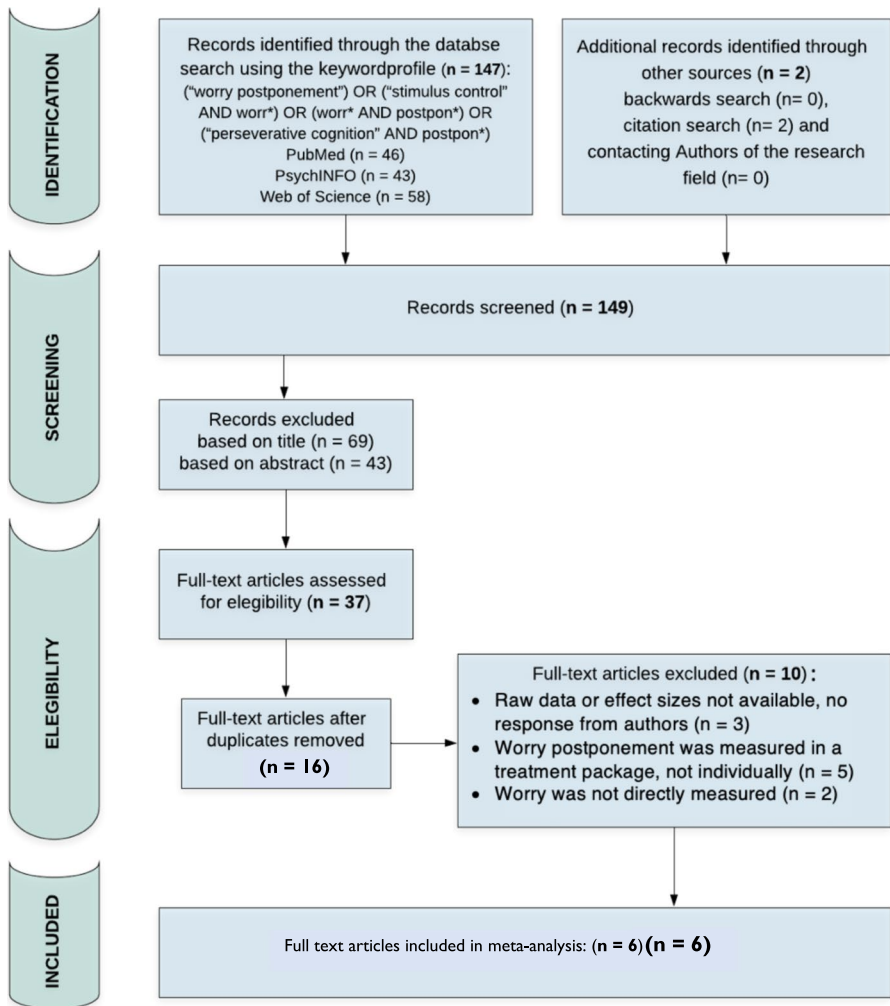 IDENTIFICATION
Records identified through the databse
search using the keywordprofile (n = 147):
(“worry postponement”) OR (“stimulus control”
AND worr*) OR (worr* AND postpon*) OR
(“perseverative cognition” AND postpon*)
PubMed (n = 46)
PsychINFO (n = 43)
Web of Science (n = 58)
Additional records identified through
other sources (n = 2)
backwards search (n= 0),
citation search (n= 2) and
contacting Authors of the research
field (n= 0)
SCREENING
Records screened (n = 149)
Records excluded
based on title (n = 69)
based on abstract (n = 43)
ELEGIBILITY
Full-text articles assessed
for elegibility (n = 37)
Full-text articles after
duplicates removed
(n = 16)
Full-text articles excluded (n = 10) :
• Raw data or effect sizes not available, no
response from authors (n = 3)
• Worry postponement was measured in a
treatment package, not individually (n = 5)
• Worry was not directly measured (n = 2)
INCLUDED
Full text articles included in meta-analysis: (n = 6) (n = 6)